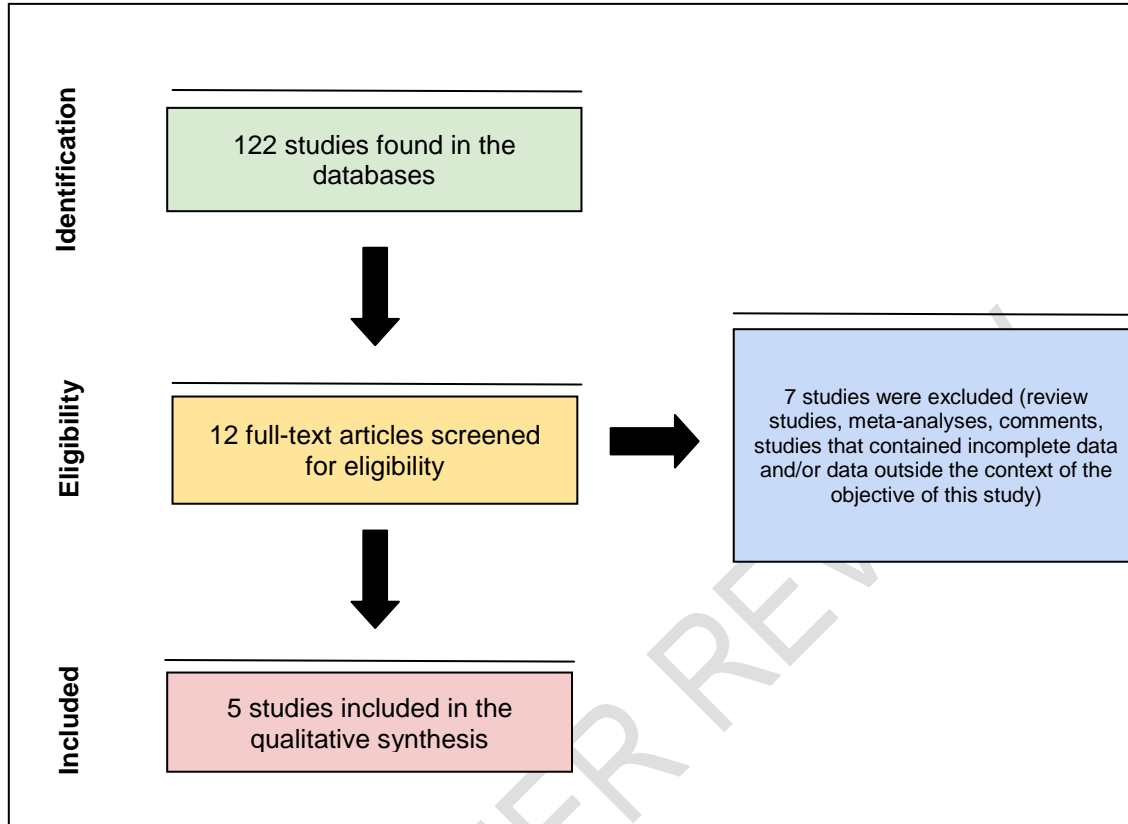 Identification
122 studies found in the
databases
Eligibility
12 full-text articles screened
for eligibility
7 studies were excluded (review
studies, meta-analyses, comments,
studies that contained incomplete data
and/or data outside the context of the
objective of this study)
Included
5 studies included in the
qualitative synthesis